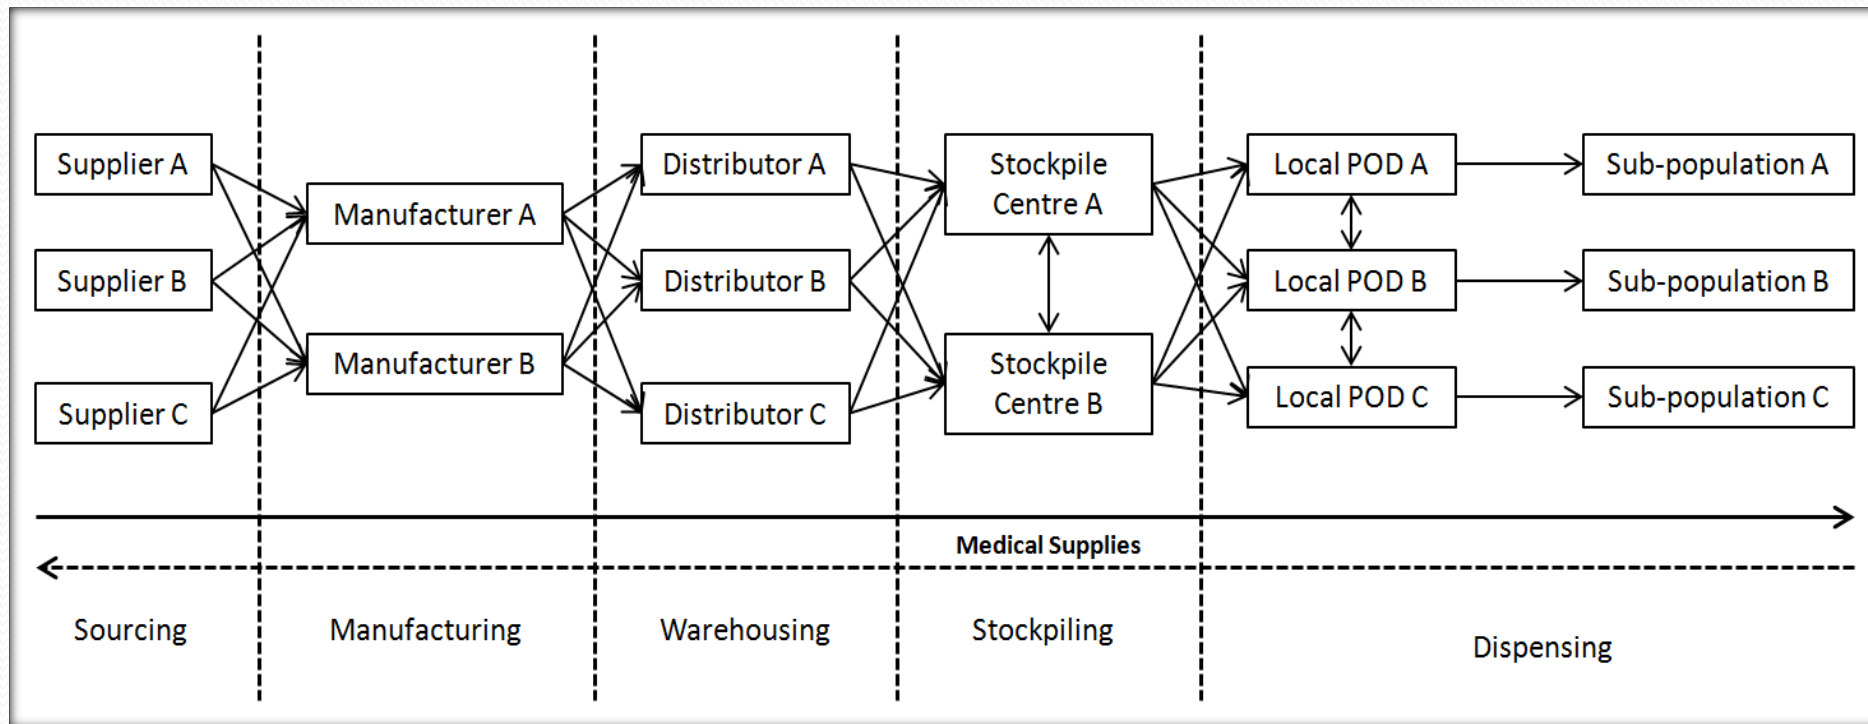 Supplier A
Supplier B
Supplier C
Manufacturer A
Manufacturer B
Distributor A
Distributor B
Distributor C
Stockpile
Centre A
Stockpile
Centre B
Local POD A
Local POD B
Local POD C
Sub-population A
Sub-population B
Sub-population C
Medical Supplies
Sourcing
Manufacturing
Warehousing
Stockpiling
Dispensing